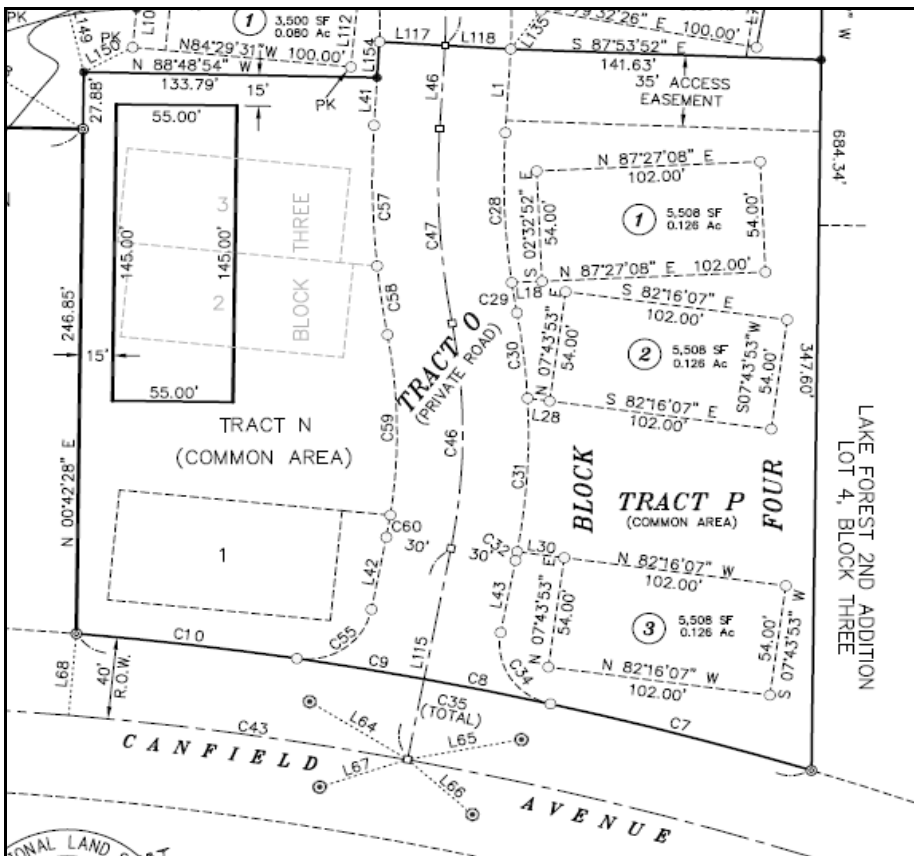 PK
149
L150
PK
L10
1
3,500 SF
0.080 Ac
L112
N84°29'31"W 100.00'
L154
L117
L118
L135
79°32'26" E
100.00'
" W
N 88°48'54" W
133.79'
15'
PK
S 87°53'52" E
141.63'
35' ACCESS
EASEMENT
27.88'
55.00'
L41
L46
L1
684.34'
145.00'
145.00'
3
2
BLOCK THREE
C57
C47
C28
S 02°32'52" E
54.00'
N 87°27'08" E
102.00'
1
5,508 SF
0.126 Ac
54.00'
N 87°27'08" E 102.00'
L18
C29
C58
S 82°16'07" E
102.00'
N 07°43'53" E
54.00'
2
5,508 SF
0.126 Ac
S07°43'53"W
54.00'
347.60'
C30
TRACT O
(PRIVATE ROAD)
246.85'
15'
55.00'
L28
S 82°16'07" E
102.00'
TRACT N
(COMMON AREA)
C59
C46
C31
BLOCK FOUR
TRACT P
(COMMON AREA)
LAKE FOREST 2ND ADDITION
LOT 4, BLOCK THREE
N 00°42'28" E
1
C60
30'
C32
30'
L30
N 82°16'07" W
102.00'
L42
L43
N 07°43'53" E
54.00'
3
5,508 SF
0.126 Ac
54.00'
S 07°43'53" W
C55
L115
C34
N 82°16'07" W
102.00'
C10
C9
C8
C7
L68
40'
R.O.W.
C35
(TOTAL)
C43
L64
L65
L67
L66
CANFIELD AVENUE
ONAL LAND S